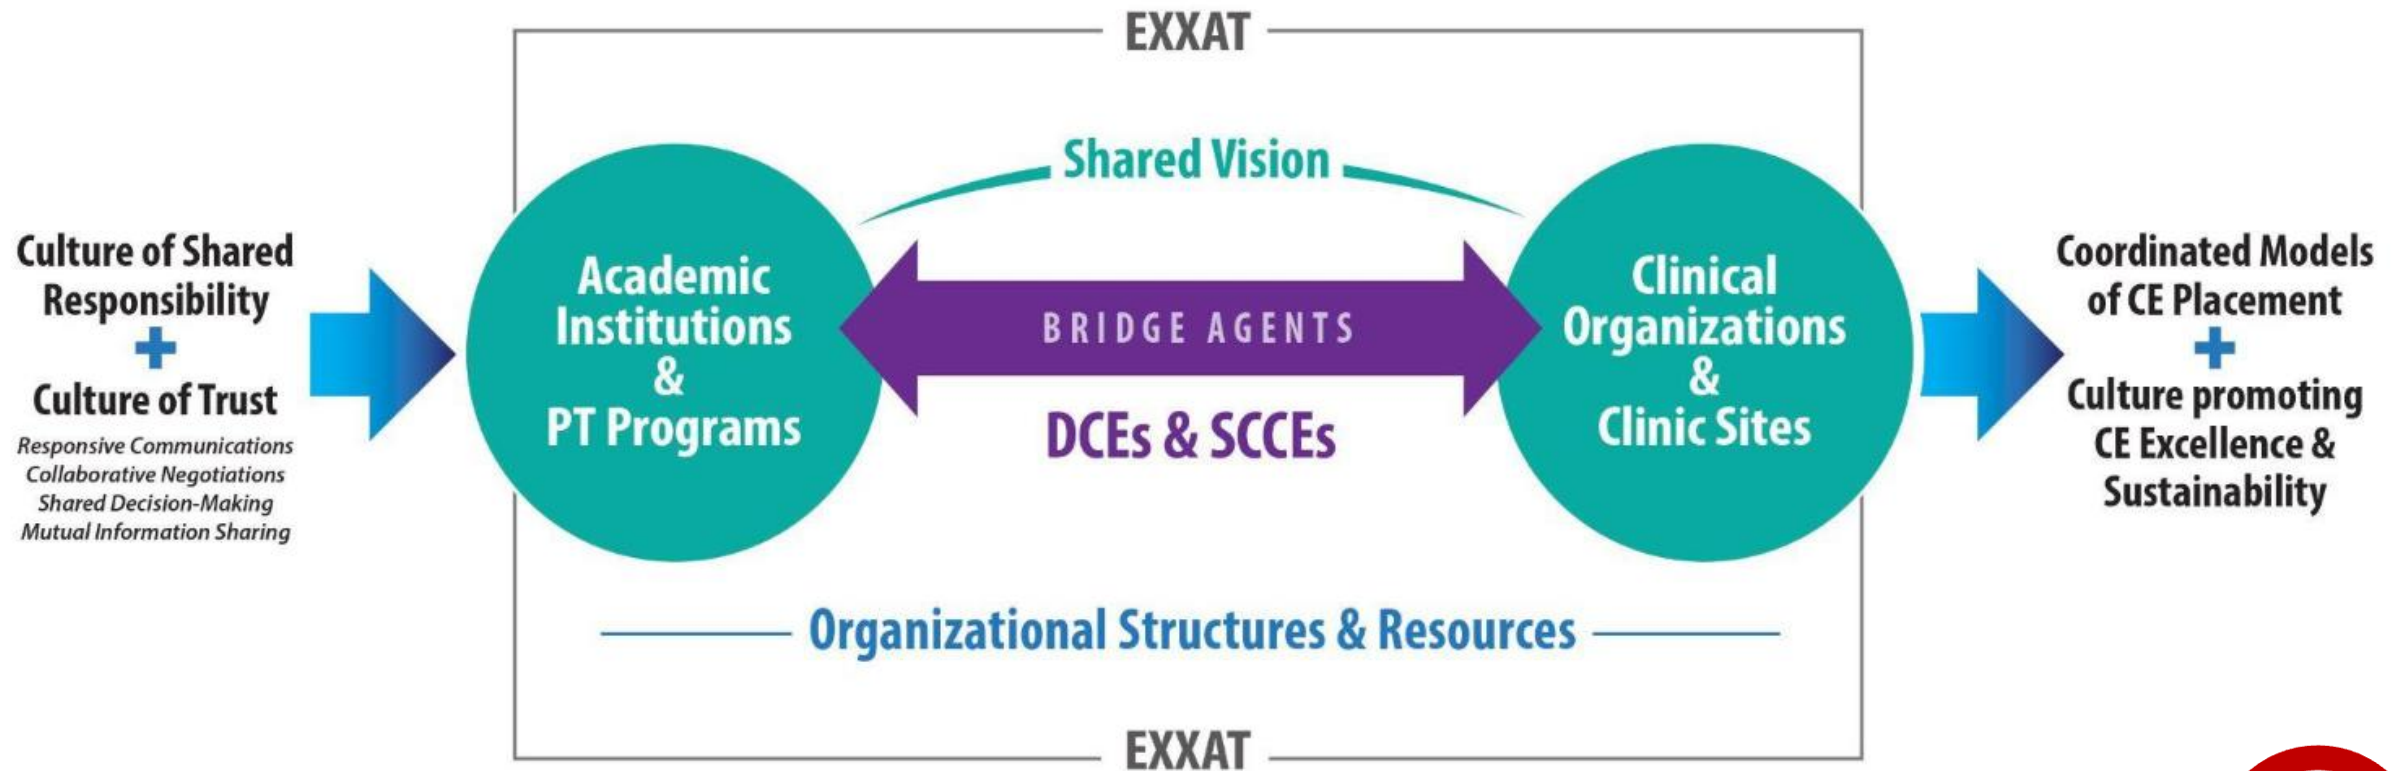 EXXAT
Culture of Shared
Responsibility
+
Culture of Trust
Responsive Communications
Collaborative Negotiations
Shared Decision-Making
Mutual Information Sharing
Academic
Institutions
&
PT Programs
Shared Vision
BRIDGE AGENTS
DCEs & SCCEs
Clinical
Organizations
&
Clinic Sites
Coordinated Models
of CE Placement
+
Culture promoting
CE Excellence &
Sustainability
Organizational Structures & Resources
EXXAT